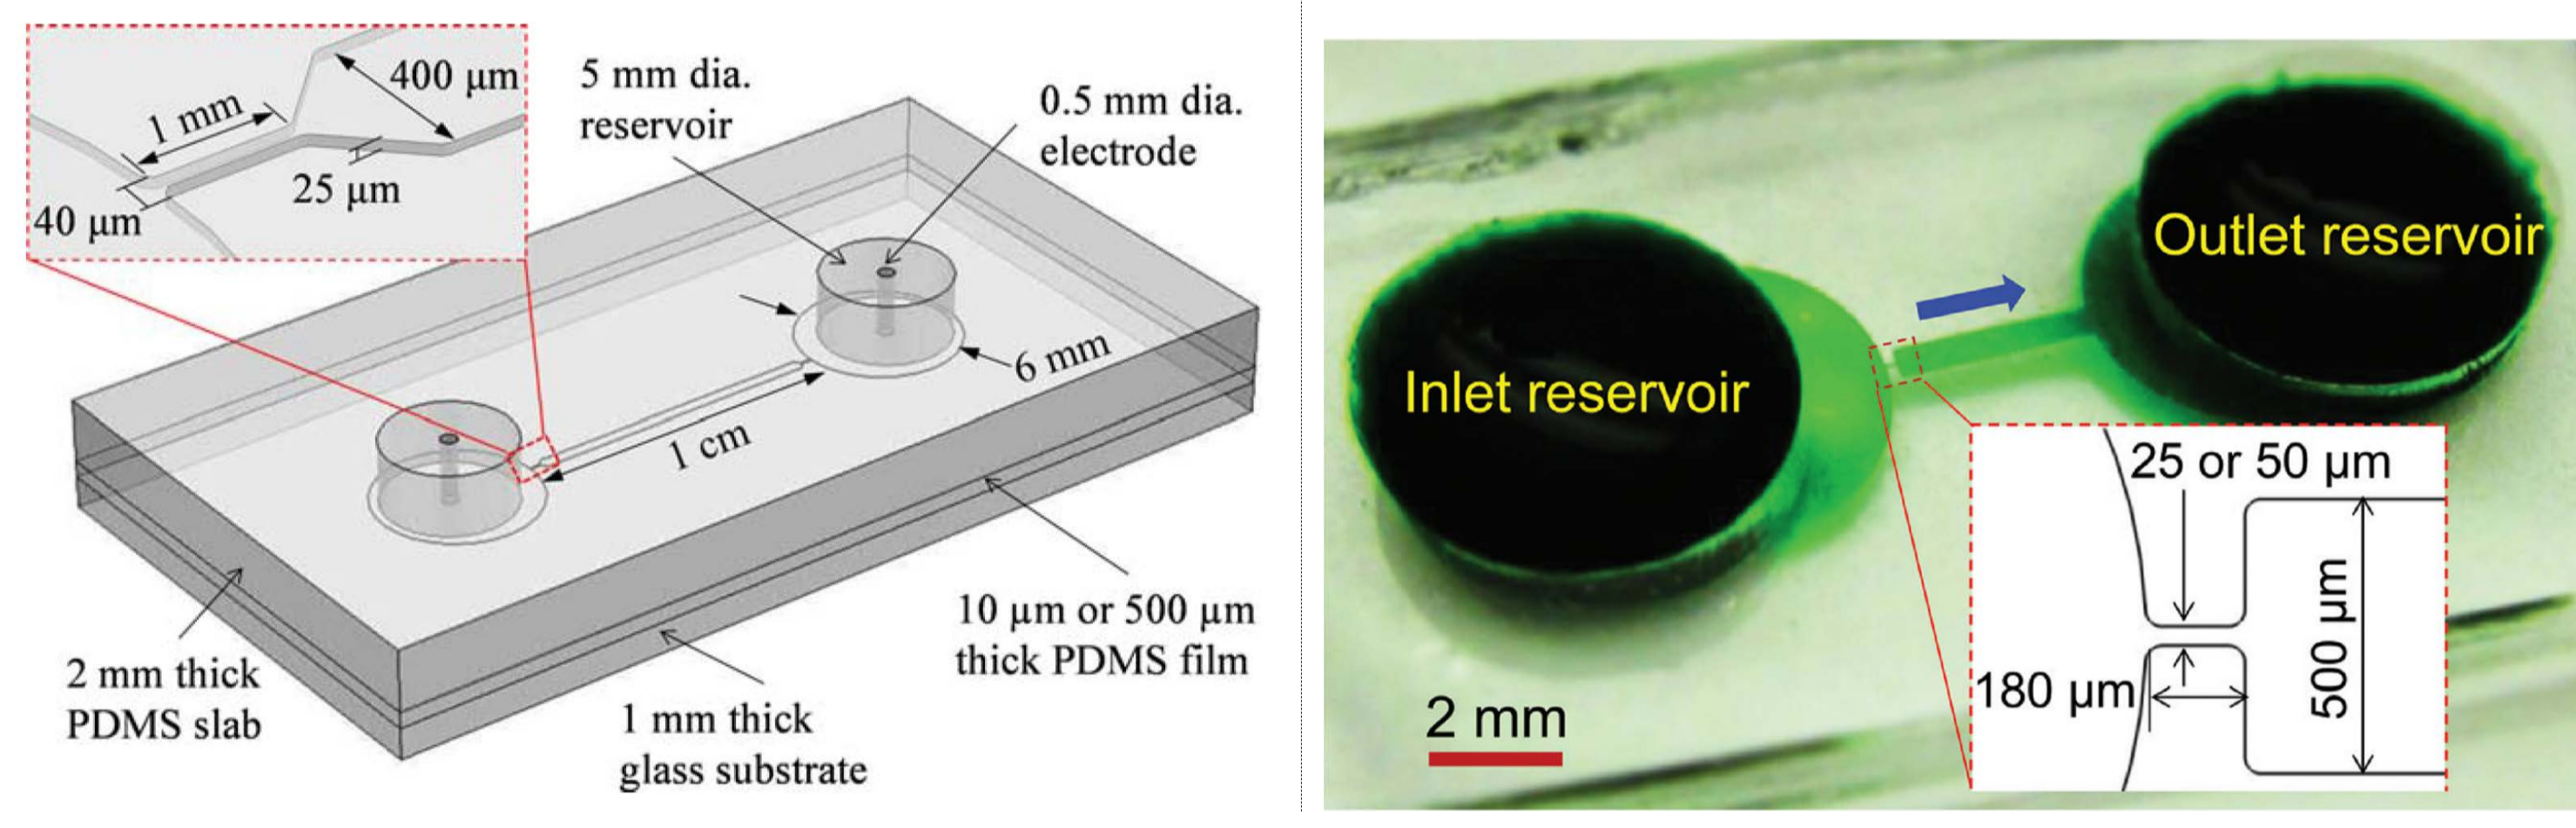 400 μm
1 mm
25 μm
40 μm
5 mm dia.
reservoir
0.5 mm dia.
electrode
6 mm
1 cm
2 mm thick
PDMS slab
1 mm thick
glass substrate
10 μm or 500 μm
thick PDMS film
Inlet reservoir
Outlet reservoir
2 mm
25 or 50 μm
180 μm
500 μm